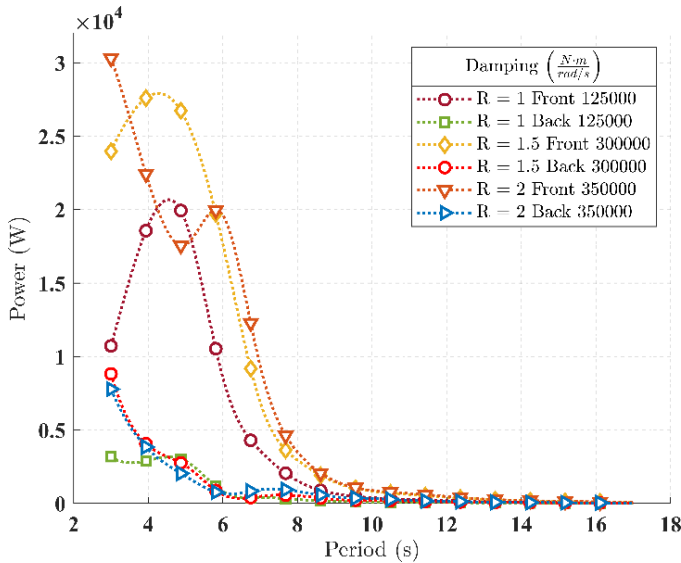 ×10⁴
3
2.5
2
1.5
1
0.5
0
2 4 6 8 10 12 14 16 18
Power (W)
Period (s)
Damping (N·m/rad/s)
R = 1 Front 125000
R = 1 Back 125000
R = 1.5 Front 300000
R = 1.5 Back 300000
R = 2 Front 350000
R = 2 Back 350000